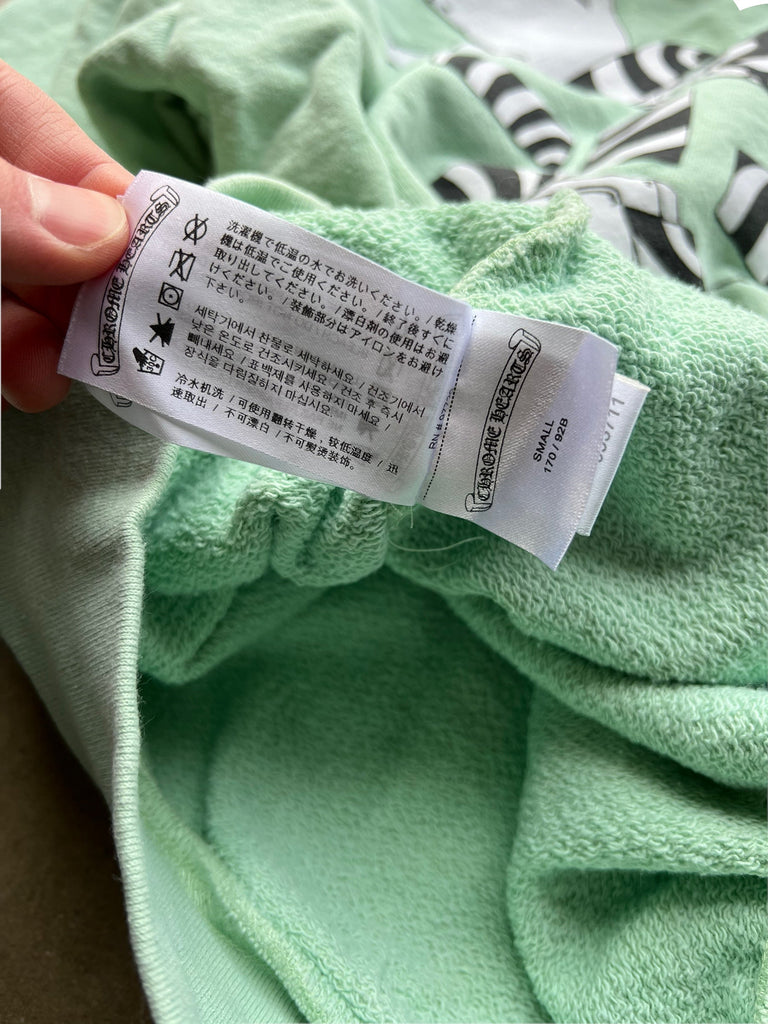 CHROME HEARTS
洗濯機で低温の水でお洗いください。/乾燥
機は低温でご使用ください。/終了後すぐに
取り出してください。/漂白剤の使用はお避
けください。/装飾部分はアイロンをお避け
下さい。
세탁기에서 찬물로 세탁하세요 / 건조기에서
낮은 온도로 건조시키세요 / 건조 후 즉시
빼내세요 / 표백제를 사용하지 마세요 /
장식을 다림질하지 마십시오
冷水机洗 / 可使用翻转干燥，较低温度 / 迅
速取出 / 不可漂白 / 不可熨烫装饰。
RN #
CHROME HEARTS
SMALL
170 / 92B